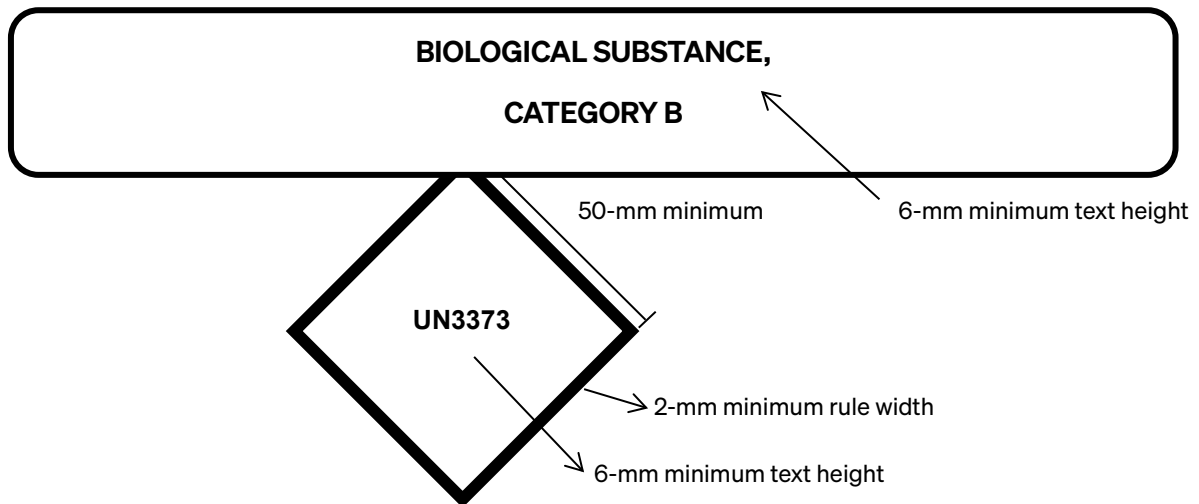 BIOLOGICAL SUBSTANCE,
CATEGORY B
50-mm minimum
6-mm minimum text height
UN3373
2-mm minimum rule width
6-mm minimum text height